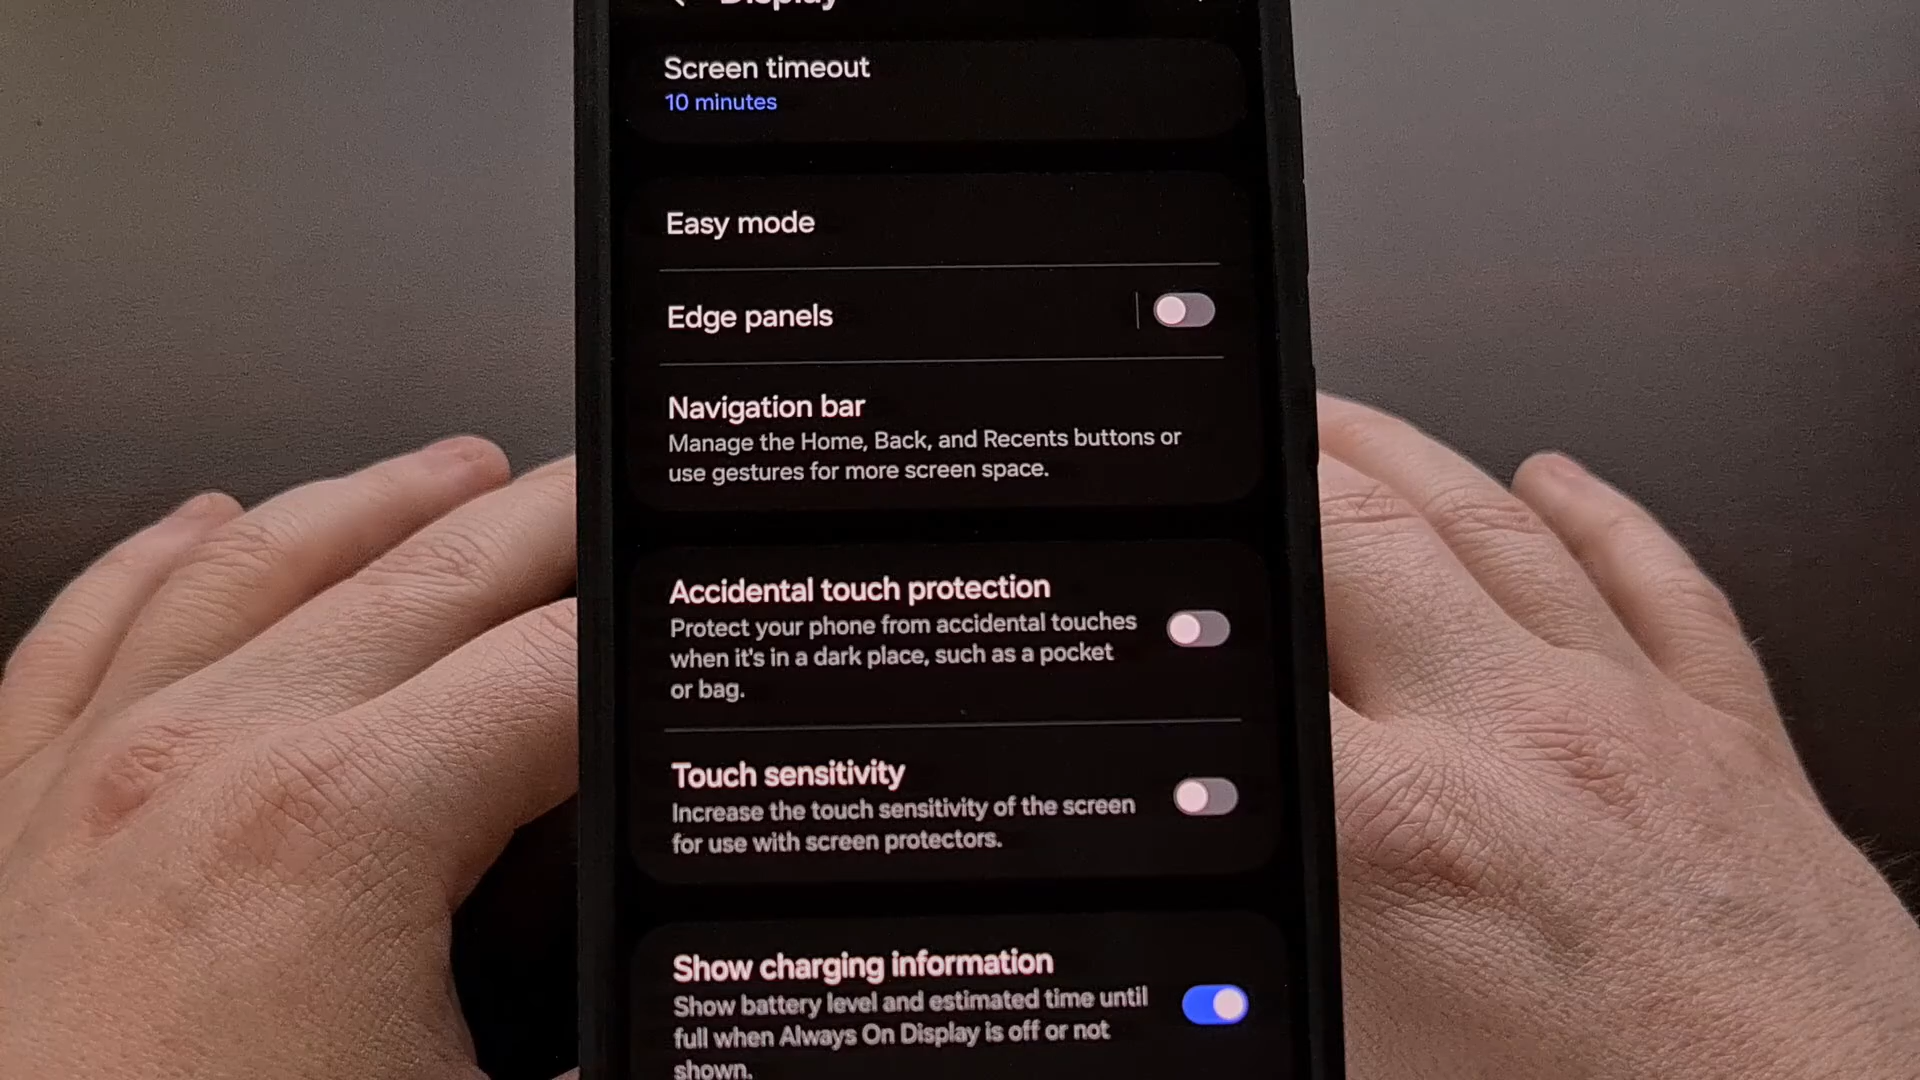 Display
Screen timeout
10 minutes
Easy mode
Edge panels
Navigation bar
Manage the Home, Back, and Recents buttons or
use gestures for more screen space.
Accidental touch protection
Protect your phone from accidental touches
when it's in a dark place, such as a pocket
or bag.
Touch sensitivity
Increase the touch sensitivity of the screen
for use with screen protectors.
Show charging information
Show battery level and estimated time until
full when Always On Display is off or not
shown.